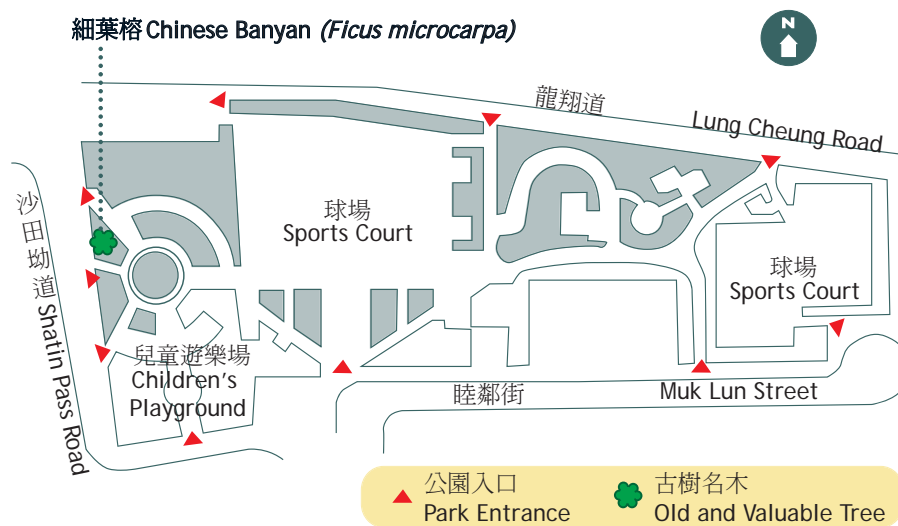 細葉榕 Chinese Banyan (Ficus microcarpa)
N
龍翔道
Lung Cheung Road
沙田坳道 Shatin Pass Road
球場
Sports Court
球場
Sports Court
兒童遊樂場
Children's
Playground
睦鄰街
Muk Lun Street
公園入口
Park Entrance
古樹名木
Old and Valuable Tree